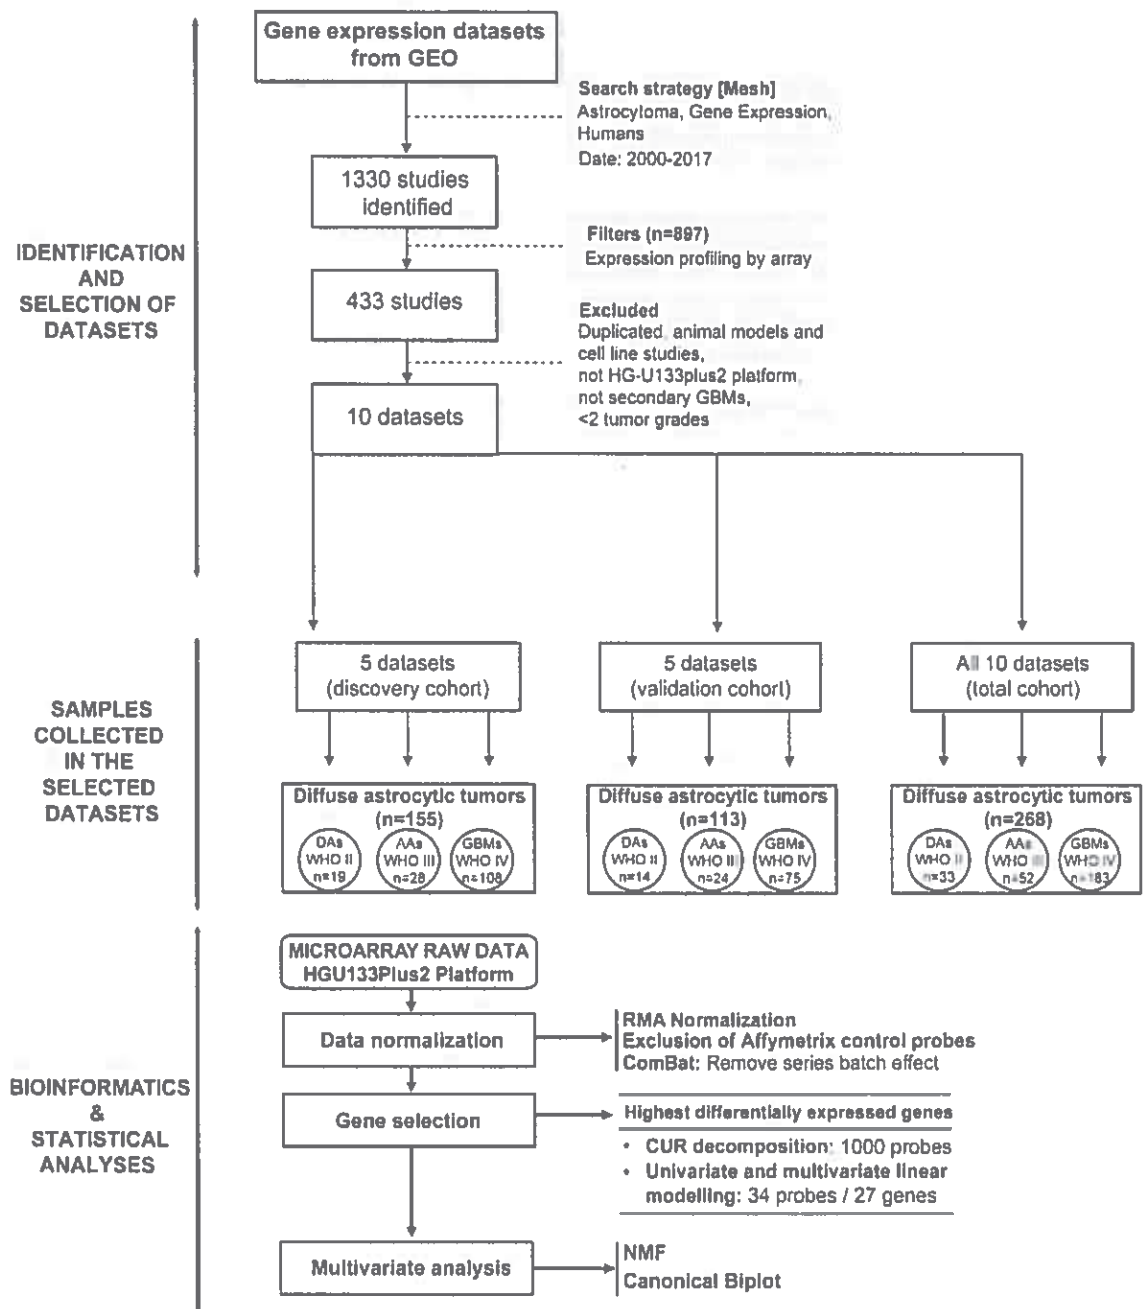 Gene expression datasets
from GEO
Search strategy [Mesh]
Astrocytoma, Gene Expression,
Humans
Date: 2000-2017
1330 studies
identified
Filters (n=897)
Expression profiling by array
IDENTIFICATION
AND
SELECTION OF
DATASETS
433 studies
Excluded
Duplicated, animal models and
cell line studies,
not HG-U133plus2 platform,
not secondary GBMs,
<2 tumor grades
10 datasets
SAMPLES
COLLECTED
IN THE
SELECTED
DATASETS
5 datasets
(discovery cohort)
5 datasets
(validation cohort)
All 10 datasets
(total cohort)
Diffuse astrocytic tumors
(n=155)
DAs
WHO II
n=19
AAs
WHO III
n=28
GBMs
WHO IV
n=108
Diffuse astrocytic tumors
(n=113)
DAs
WHO II
n=14
AAs
WHO III
n=24
GBMs
WHO IV
n=75
Diffuse astrocytic tumors
(n=268)
DAs
WHO II
n=33
AAs
WHO III
n=52
GBMs
WHO IV
n=183
BIOINFORMATICS
&
STATISTICAL
ANALYSES
MICROARRAY RAW DATA
HGU133Plus2 Platform
Data normalization
RMA Normalization
Exclusion of Affymetrix control probes
ComBat: Remove series batch effect
Gene selection
Highest differentially expressed genes
• CUR decomposition: 1000 probes
• Univariate and multivariate linear
modelling: 34 probes / 27 genes
Multivariate analysis
NMF
Canonical Biplot